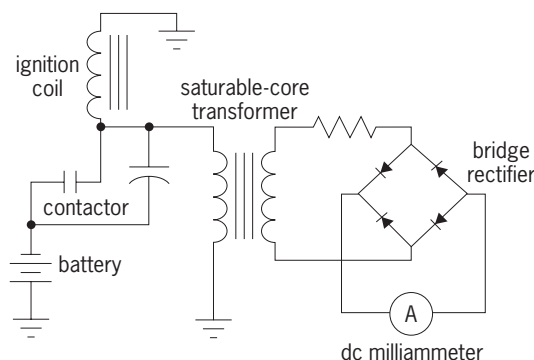 ignition
coil
saturable-core
transformer
bridge
rectifier
contactor
battery
A
dc milliammeter